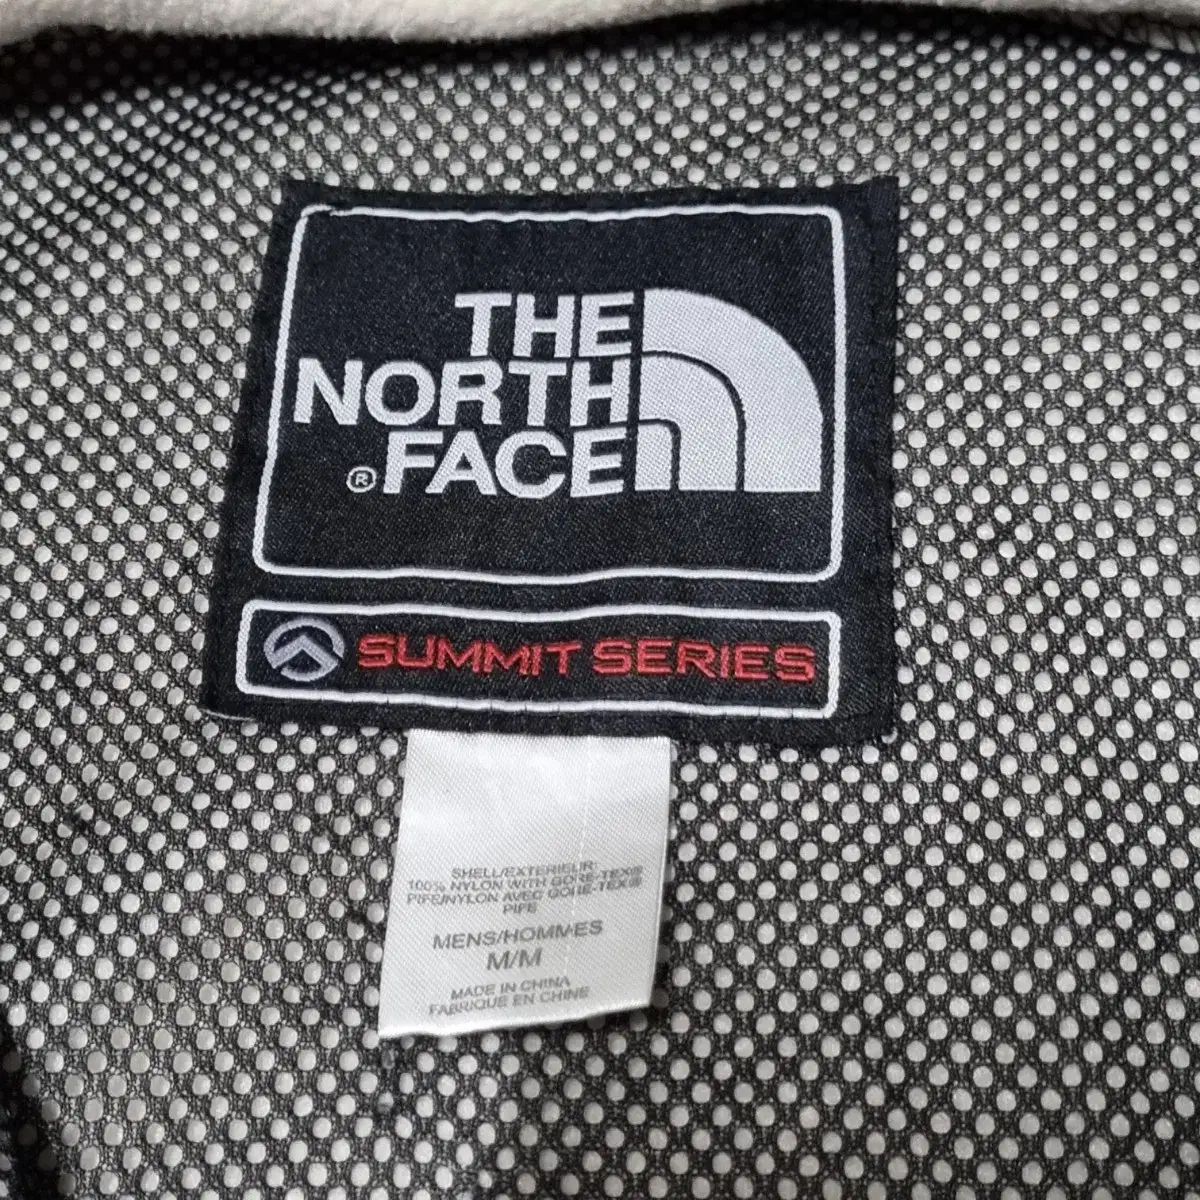 THE
NORTH
®FACE
SUMMIT SERIES
SHELL/EXTERIEUR:
100% NYLON WITH GORE-TEX®
PIFE/NYLON AVEC GORE-TEX®
PIFE
MENS/HOMMES
M/M
MADE IN CHINA
FABRIQUE EN CHINE